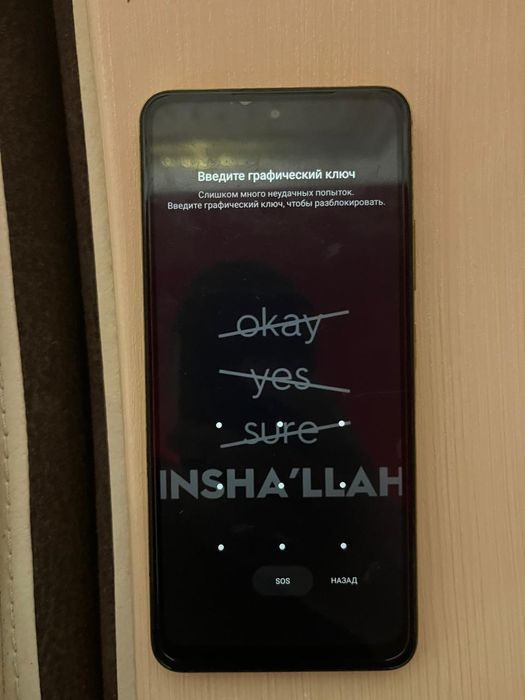 Введите графический ключ
Слишком много неудачных попыток.
Введите графический ключ, чтобы разблокировать.
okay
yes
sure
INSHA’LLAH
SOS
НАЗАД